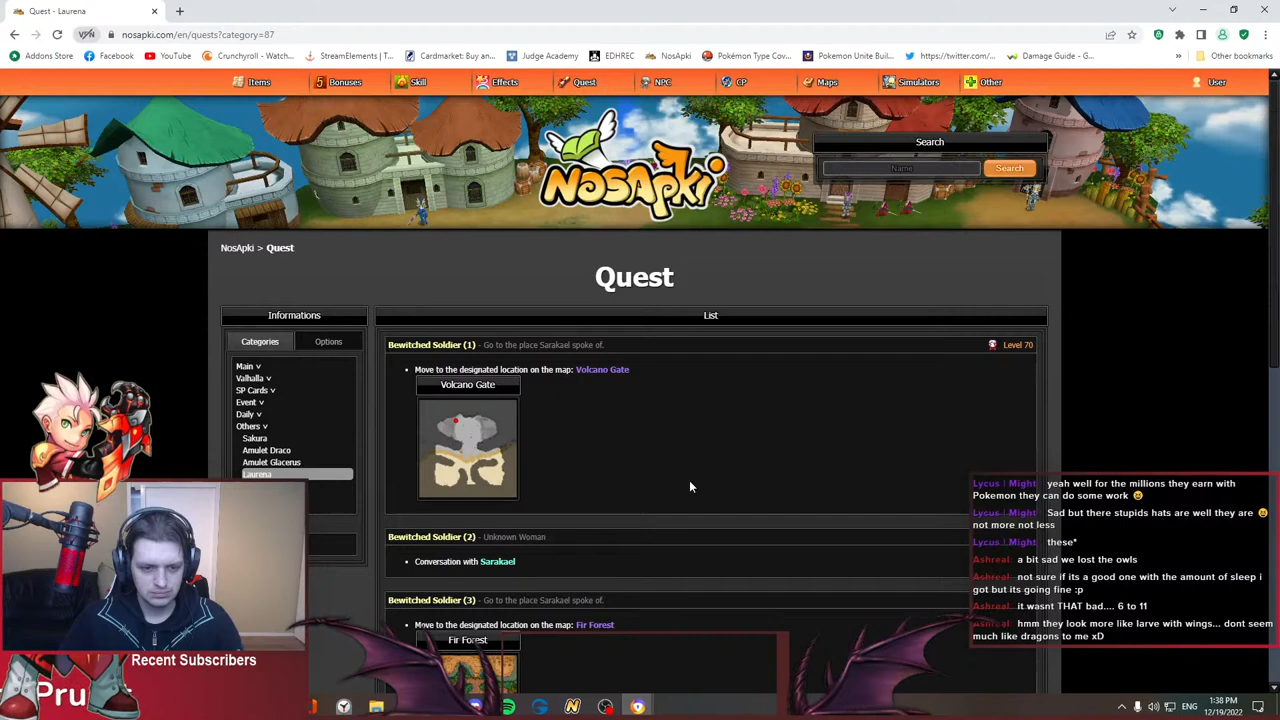 Quest - Laurena
VPN
nosapki.com/en/quests?category=87
Addons Store
Facebook
YouTube
Crunchyroll - Watch...
StreamElements | ...
Cardmarket: Buy an...
Judge Academy
EDHREC
NosApki
Pokémon Type Cov...
Pokemon Unite Buil...
https://twitter.com/...
Damage Guide - G...
Other bookmarks
Items
Bonuses
Skill
Effects
Quest
NPC
CP
Maps
Simulators
Other
User
NosApki
Search
Name
Search
NosApki > Quest
Quest
Informations
Categories
Options
Main
Valhalla
SP Cards
Event
Daily
Others
Sakura
Amulet Draco
Amulet Glacerus
Laurena
List
Bewitched Soldier (1) - Go to the place Sarakael spoke of.
Level 70
Move to the designated location on the map: Volcano Gate
Volcano Gate
Bewitched Soldier (2) - Unknown Woman
Conversation with Sarakael
Bewitched Soldier (3) - Go to the place Sarakael spoke of.
Move to the designated location on the map: Fir Forest
Fir Forest
Lycus | Might: yeah well for the millions they earn with
Pokemon they can do some work
Lycus | Might: Sad but there stupids hats are well they are
not more not less
Lycus | Might: these*
Ashreal: a bit sad we lost the owls
Ashreal: not sure if its a good one with the amount of sleep i
got but its going fine :p
Ashreal: it wasnt THAT bad.... 6 to 11
Ashreal: hmm they look more like larve with wings... dont seem
much like dragons to me xD
Recent Subscribers
Pru
ENG
1:38 PM
12/19/2022